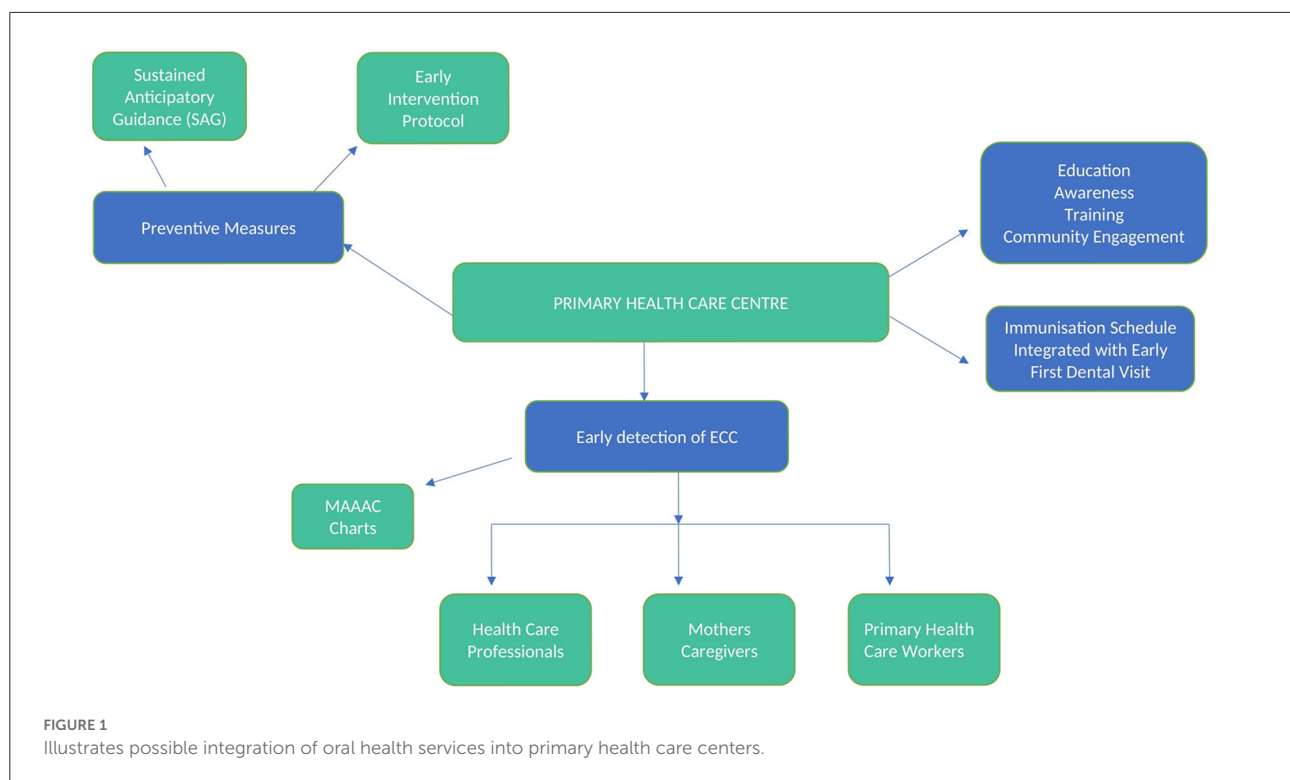 Sustained
Anticipatory
Guidance (SAG)
Early
Intervention
Protocol
Preventive Measures
Education
Awareness
Training
Community Engagement
PRIMARY HEALTH CARE CENTRE
Immunisation Schedule
Integrated with Early
First Dental Visit
Early detection of ECC
MAAAC
Charts
Health Care
Professionals
Mothers
Caregivers
Primary Health
Care Workers
FIGURE 1
Illustrates possible integration of oral health services into primary health care centers.